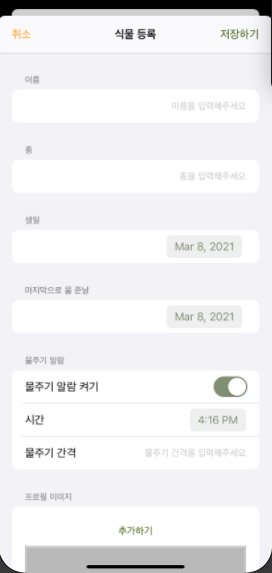 취소 식물 등록 저장하기
이름
이름을 입력해주세요
종
종을 입력해주세요
생일
Mar 8, 2021
마지막으로 물 준날
Mar 8, 2021
물주기 알람
물주기 알람 켜기
시간 4:16 PM
물주기 간격 물주기 간격을 입력해주세요
프로필 이미지
추가하기